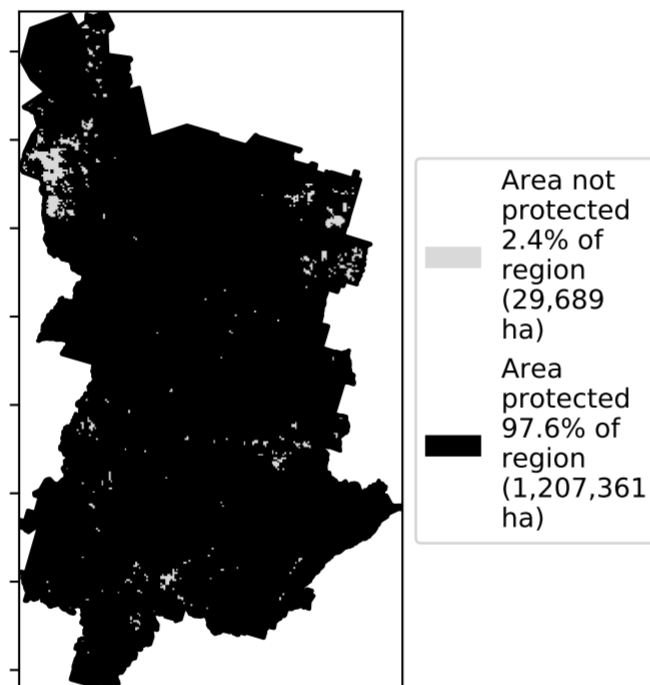 Area not
protected
2.4% of
region
(29,689
ha)
Area
protected
97.6% of
region
(1,207,361
ha)